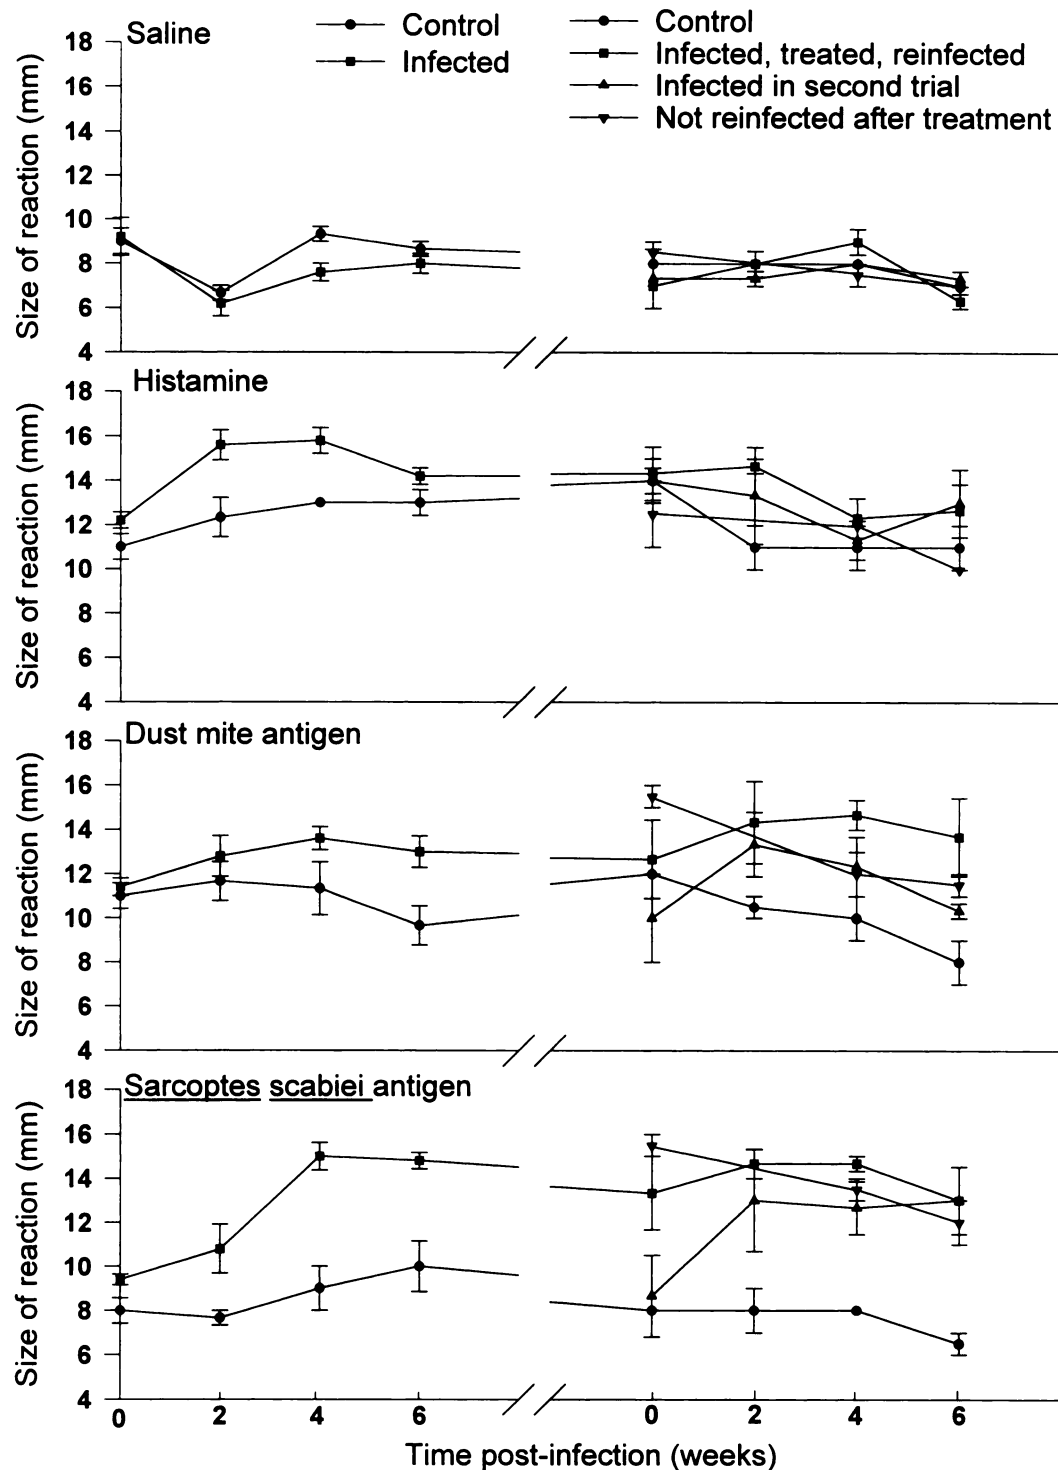 Saline
Control
Infected
Control
Infected, treated, reinfected
Infected in second trial
Not reinfected after treatment
Size of reaction (mm)
18
16
14
12
10
8
6
4
Histamine
Size of reaction (mm)
18
16
14
12
10
8
6
4
Dust mite antigen
Size of reaction (mm)
18
16
14
12
10
8
6
4
Sarcoptes scabiei antigen
Size of reaction (mm)
18
16
14
12
10
8
6
4
0 2 4 6 0 2 4 6
Time post-infection (weeks)